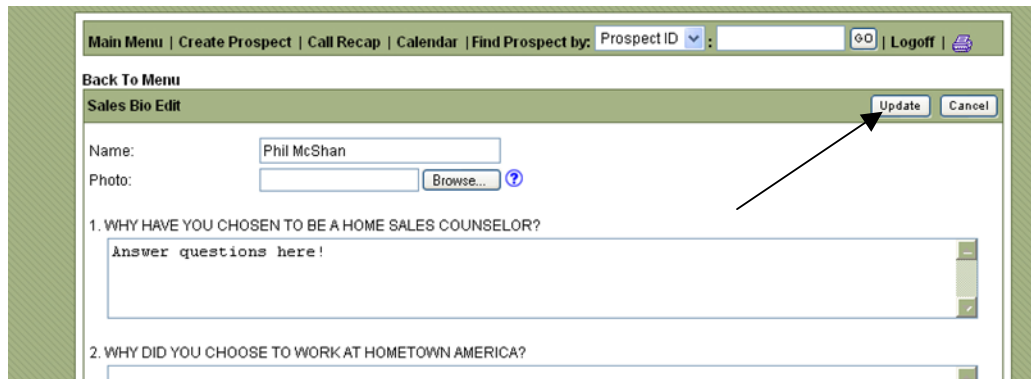 Main Menu | Create Prospect | Call Recap | Calendar |Find Prospect by: Prospect ID : GO | Logoff |
Back To Menu
Sales Bio Edit Update Cancel
Name: Phil McShan
Photo: Browse... ?
1. WHY HAVE YOU CHOSEN TO BE A HOME SALES COUNSELOR?
Answer questions here!
2. WHY DID YOU CHOOSE TO WORK AT HOMETOWN AMERICA?